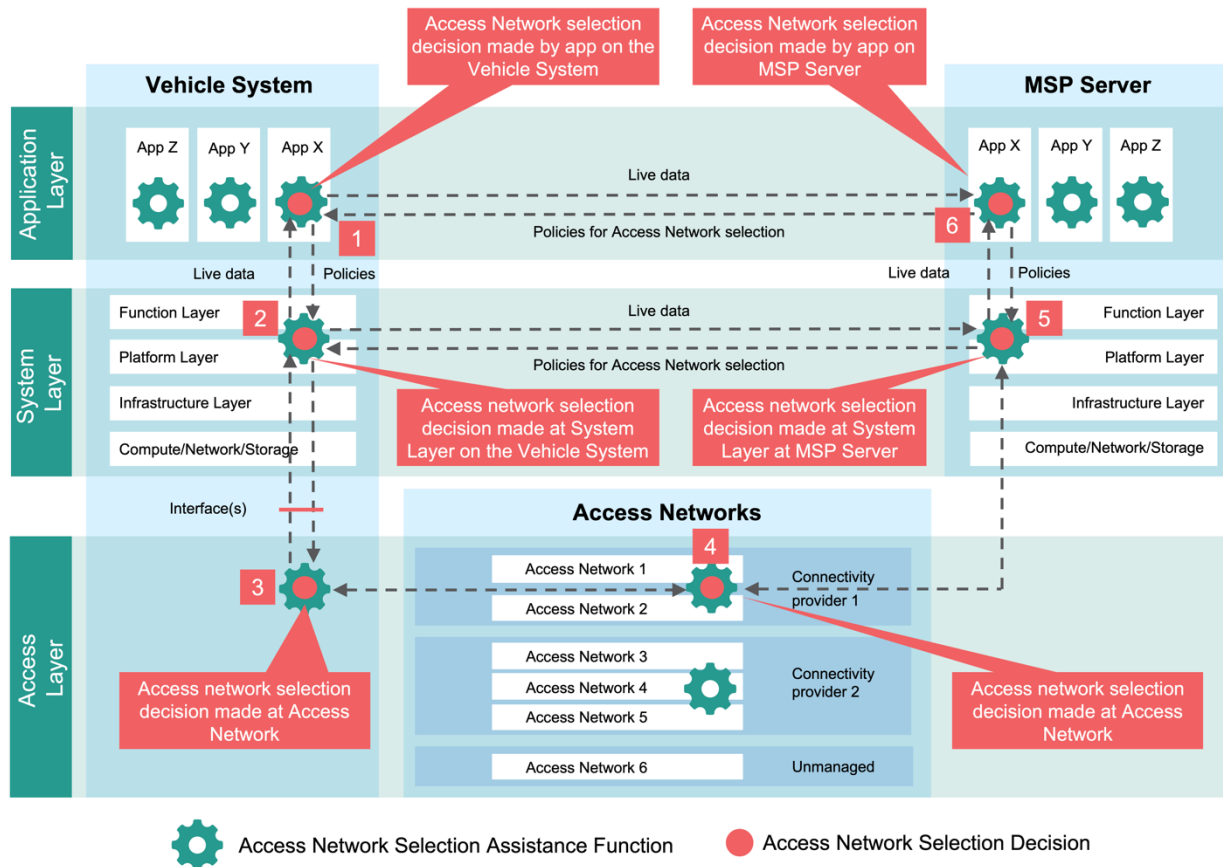 Access Network selection
decision made by app on the
Vehicle System
Access Network selection
decision made by app on
MSP Server
Vehicle System
MSP Server
Application
Layer
App Z
App Y
App X
App X
App Y
App Z
Live data
1
6
Policies for Access Network selection
Live data
Policies
Live data
Policies
System
Layer
Function Layer
2
Live data
5
Function Layer
Platform Layer
Policies for Access Network selection
Platform Layer
Infrastructure Layer
Access network selection
decision made at System
Layer on the Vehicle System
Access network selection
decision made at System
Layer at MSP Server
Infrastructure Layer
Compute/Network/Storage
Compute/Network/Storage
Interface(s)
Access Networks
Access
Layer
3
4
Access Network 1
Access Network 2
Connectivity
provider 1
Access Network 3
Access Network 4
Access Network 5
Connectivity
provider 2
Access Network 6
Unmanaged
Access network selection
decision made at Access
Network
Access network selection
decision made at Access
Network
Access Network Selection Assistance Function
Access Network Selection Decision